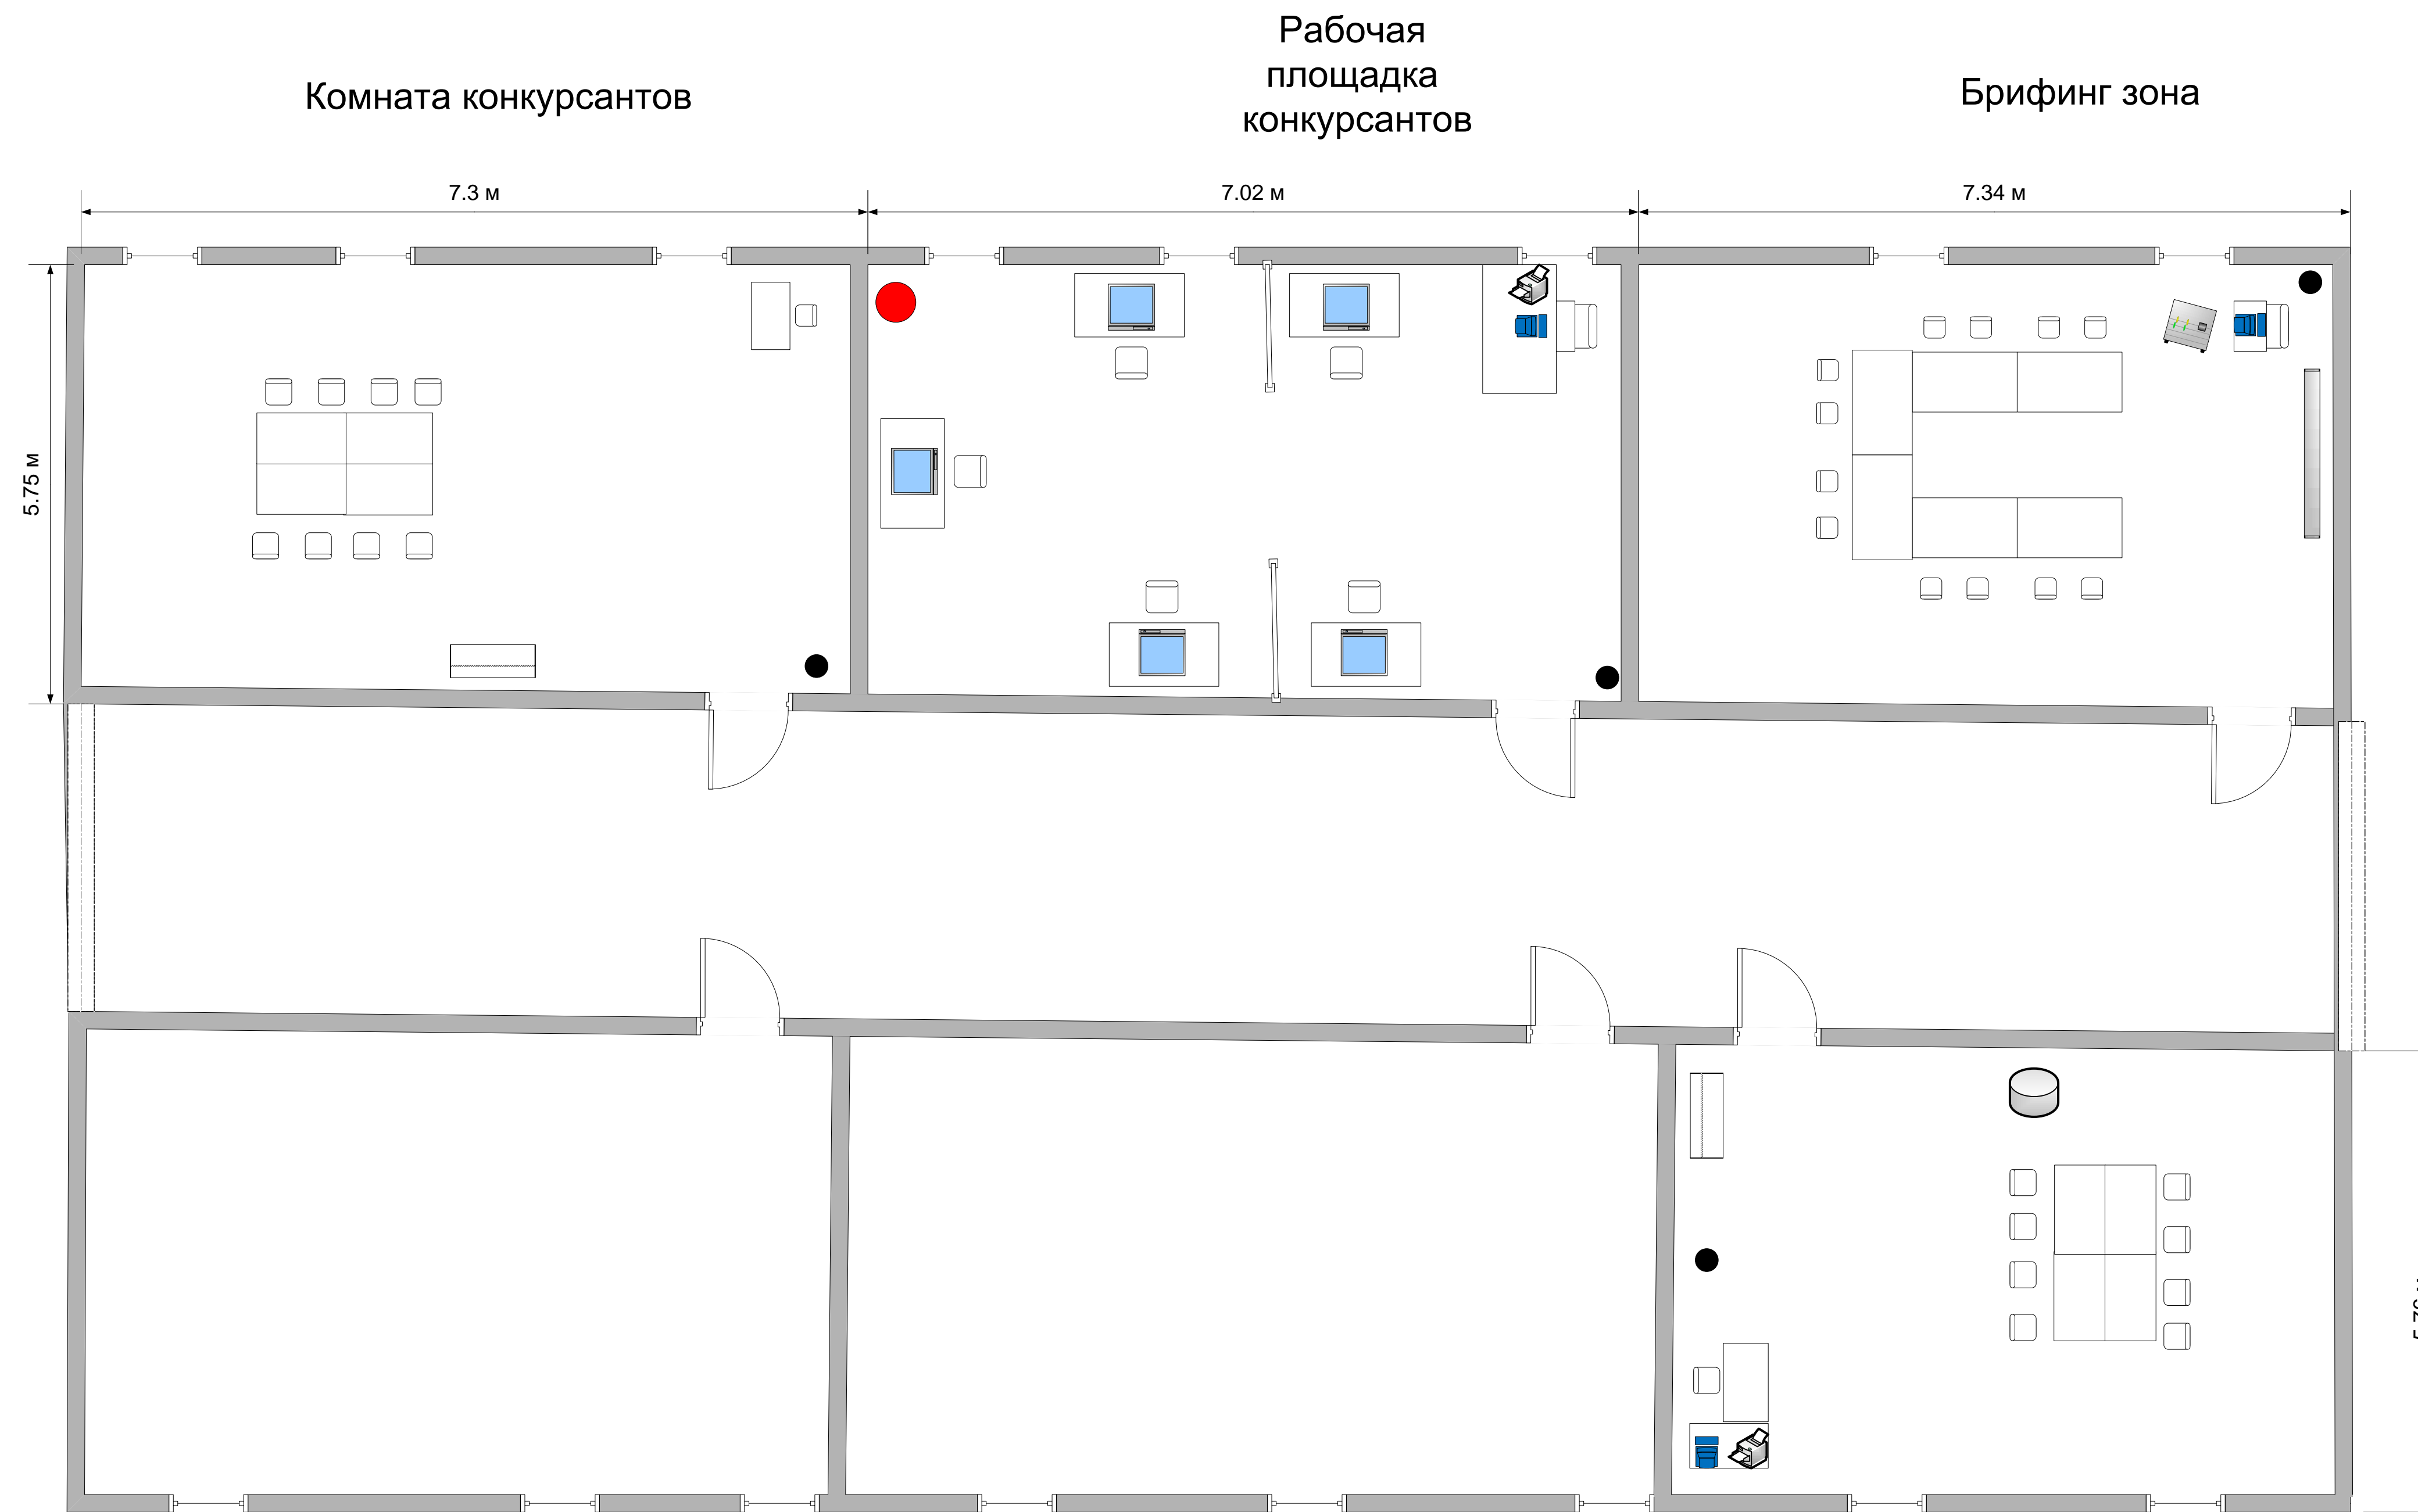 Рабочая
площадка
конкурсантов
Комната конкурсантов
Брифинг зона
7.3 м
7.02 м
7.34 м
5.75 м